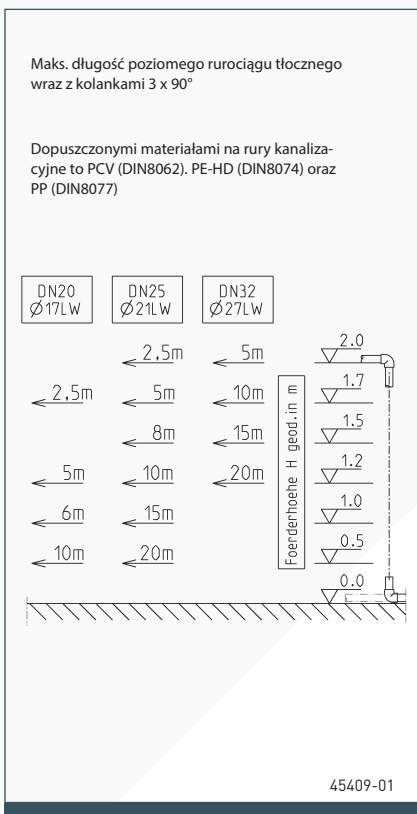 Maks. długość poziomego rurociągu tłocznego
wraz z kolankami 3 x 90°
Dopuszczonymi materiałami na rury kanaliza-
cyjne to PCV (DIN8062). PE-HD (DIN8074) oraz
PP (DIN8077)
DN20 DN25 DN32
Ø17LW Ø21LW Ø27LW
2,5m 5m 2.0
2,5m 5m 10m 1.7
8m 15m 1.5
5m 10m 20m 1.2
6m 15m 1.0
10m 20m 0.5
0.0
Foerderhoehe H geod.in m
45409-01